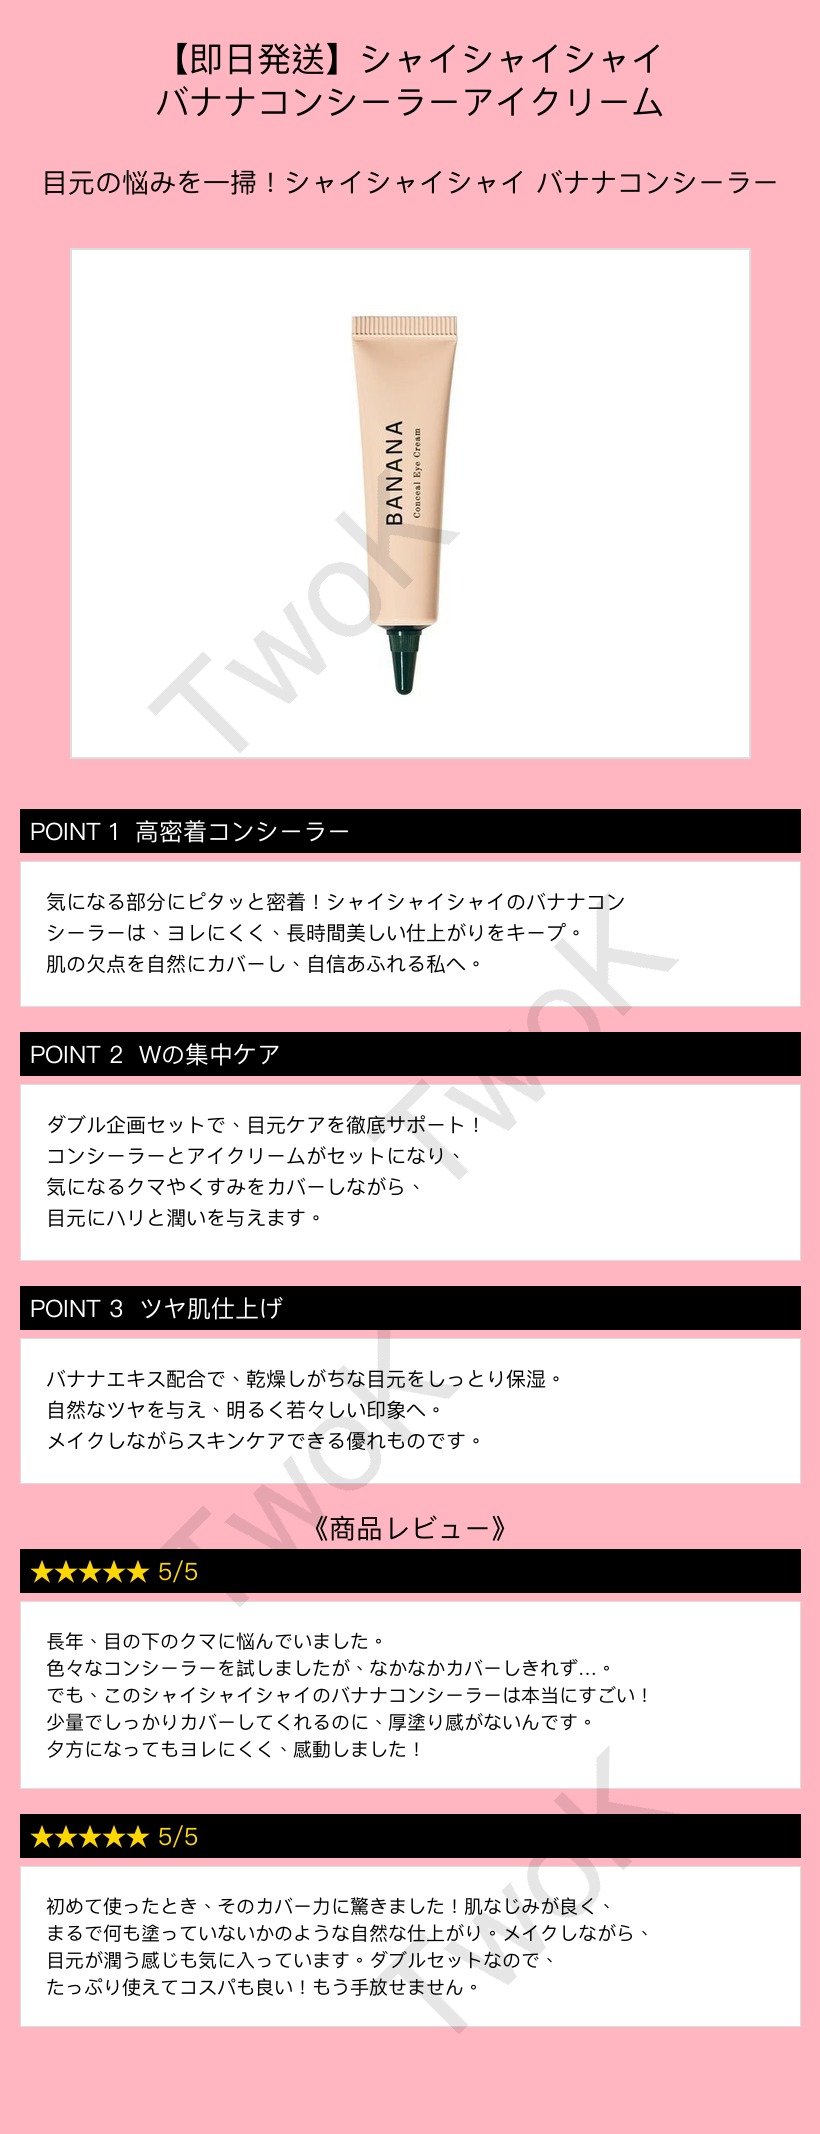 【即日発送】シャイシャイシャイ
バナナコンシーラーアイクリーム
目元の悩みを一掃！シャイシャイシャイ バナナコンシーラー
BANANA
Conceal Eye Cream
TwoK
POINT 1 高密着コンシーラー
気になる部分にピタッと密着！シャイシャイシャイのバナナコン
シーラーは、ヨレにくく、長時間美しい仕上がりをキープ。
肌の欠点を自然にカバーし、自信あふれる私へ。
TwoK
POINT 2 Wの集中ケア
ダブル企画セットで、目元ケアを徹底サポート！
コンシーラーとアイクリームがセットになり、
気になるクマやくすみをカバーしながら、
目元にハリと潤いを与えます。
POINT 3 ツヤ肌仕上げ
バナナエキス配合で、乾燥しがちな目元をしっとり保湿。
自然なツヤを与え、明るく若々しい印象へ。
メイクしながらスキンケアできる優れものです。
TwoK
《商品レビュー》
★★★★★ 5/5
長年、目の下のクマに悩んでいました。
色々なコンシーラーを試しましたが、なかなかカバーしきれず…。
でも、このシャイシャイシャイのバナナコンシーラーは本当にすごい！
少量でしっかりカバーしてくれるのに、厚塗り感がないんです。
夕方になってもヨレにくく、感動しました！
★★★★★ 5/5
初めて使ったとき、そのカバー力に驚きました！肌なじみが良く、
まるで何も塗っていないかのような自然な仕上がり。メイクしながら、
目元が潤う感じも気に入っています。ダブルセットなので、
たっぷり使えてコスパも良い！もう手放せません。
TwoK